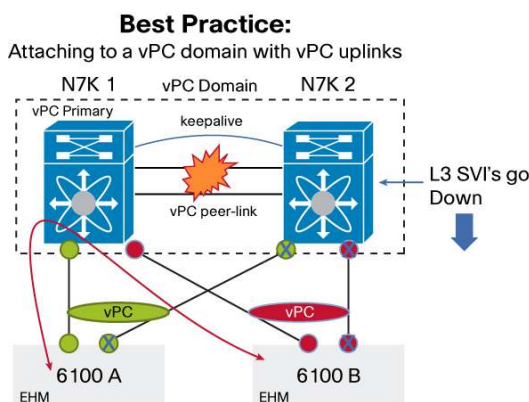 Best Practice:
Attaching to a vPC domain with vPC uplinks
N7K 1
vPC Domain
N7K 2
vPC Primary
keepalive
L3 SVI's go
Down
vPC peer-link
vPC
vPC
6100 A
6100 B
EHM
EHM